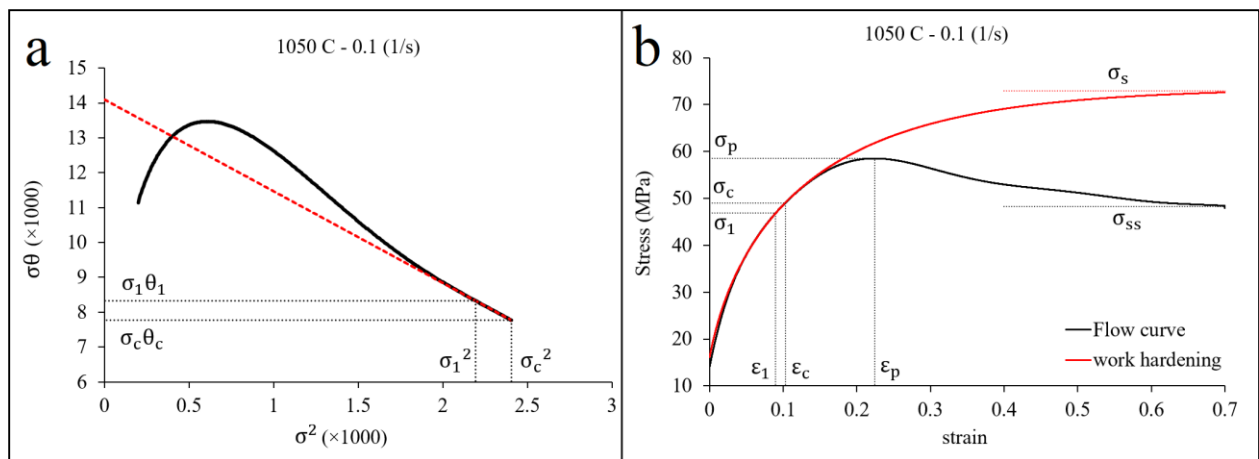 a
1050 C - 0.1 (1/s)
15
14
13
12
11
10
9
8
7
6
σθ (×1000)
σ₁θ₁
σcθc
σ₁²
σc²
0
0.5
1
1.5
2
2.5
3
σ² (×1000)
b
1050 C - 0.1 (1/s)
80
70
60
50
40
30
20
10
Stress (MPa)
σs
σp
σc
σ₁
σss
Flow curve
work hardening
ε₁
εc
εp
0
0.1
0.2
0.3
0.4
0.5
0.6
0.7
strain